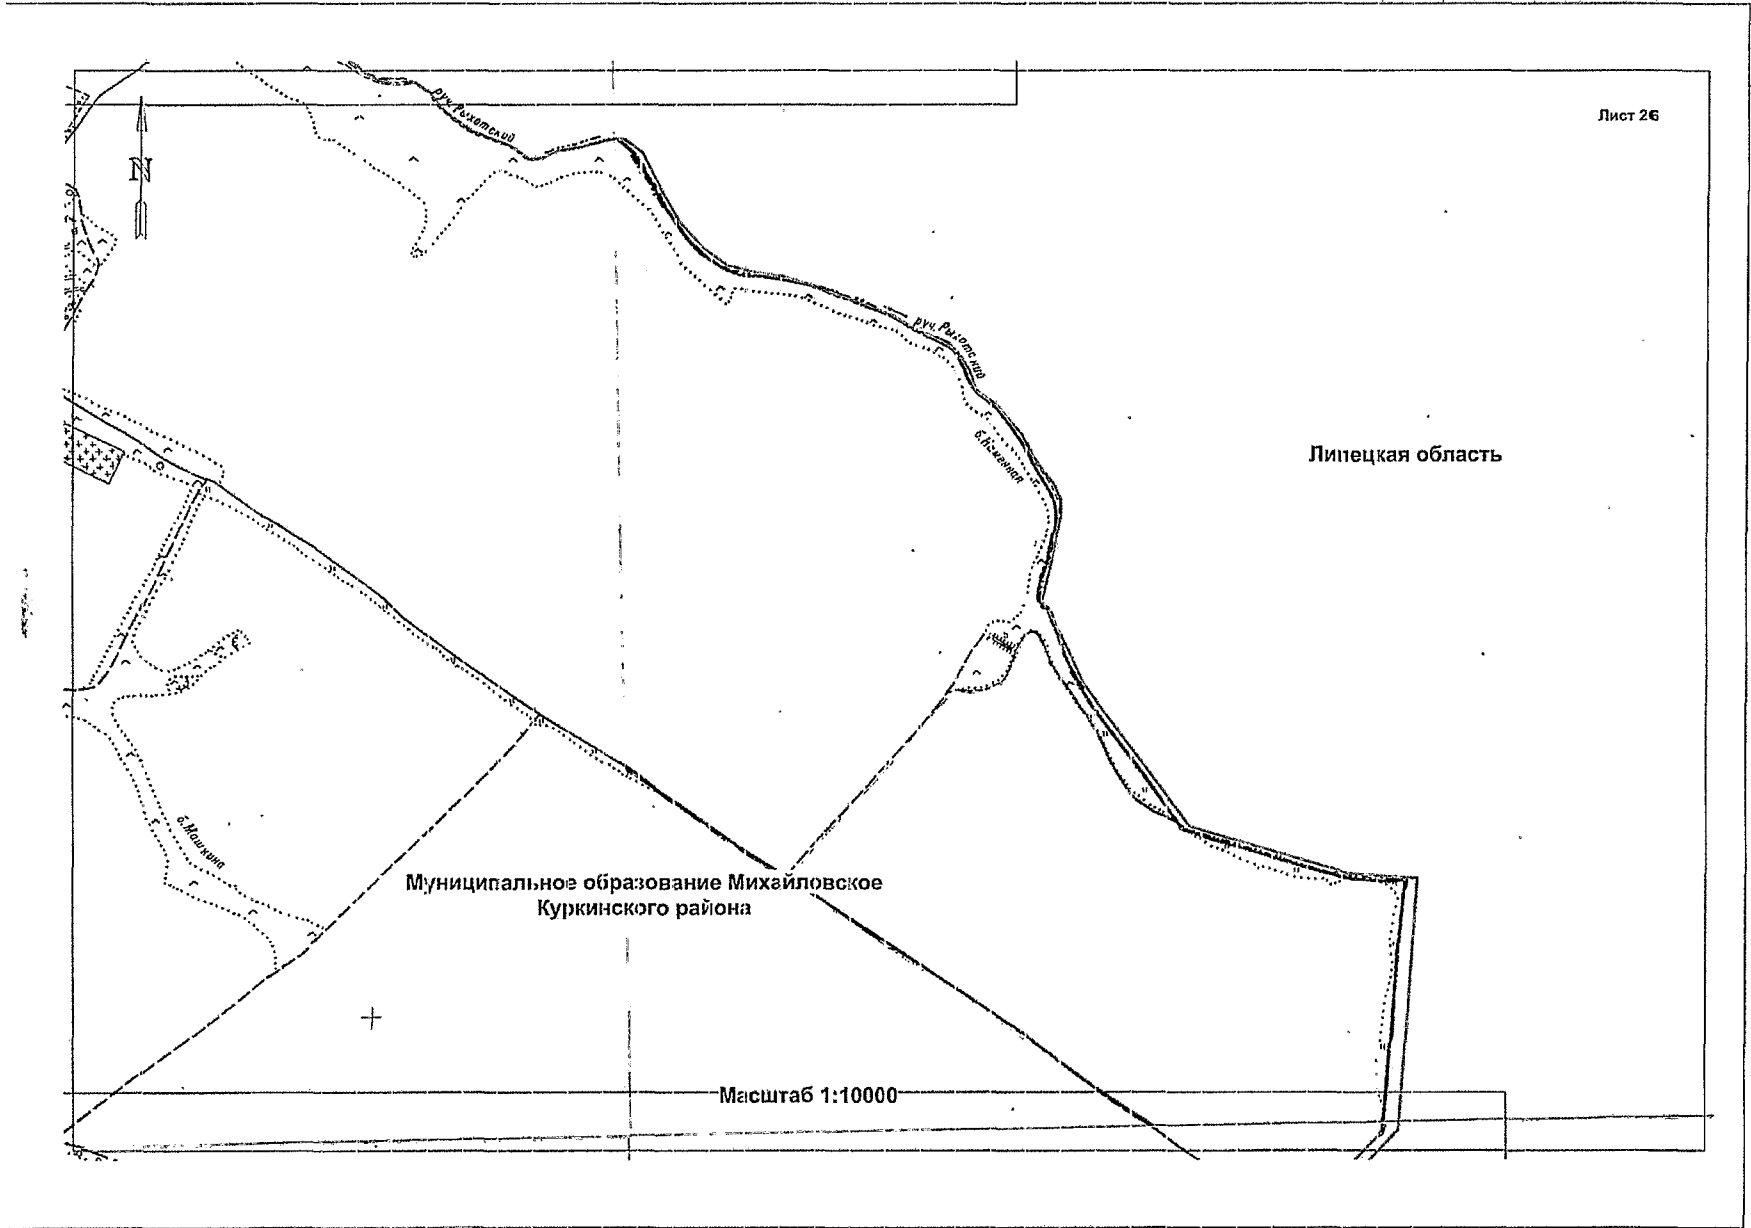 Лист 26
N
руч. Рыхотский
руч. Рыхотский
б. Каменная
Липецкая область
б. Машкина
Муниципальное образование Михайловское
Куркинского района
Масштаб 1:10000